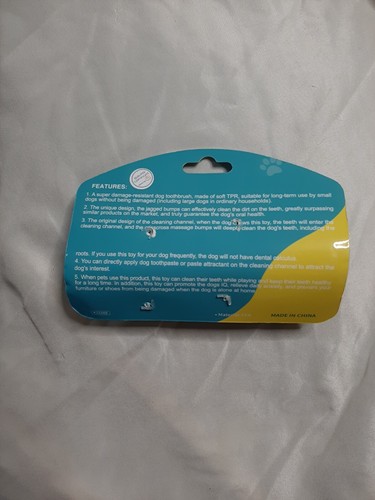 FEATURES:
1. A super damage-resistant dog toothbrush, made of soft TPR, suitable for long-term use by small
dogs without being damaged (including large dogs in ordinary households).
2. The unique design, the jagged bumps can effectively clean the dirt on the teeth, greatly surpassing
similar products on the market, and truly guarantee the dog's oral health.
3. The original design of the cleaning channel, when the dog this toy, the teeth will enter the
cleaning channel, and the massage bumps will deeply clean the teeth, including the
roots. If you use this toy for your dog frequently, the dog will not have dental calculus
4. You can directly apply dog toothpaste or paste attractant on the cleaning channel to attract the
dog's interest.
5. When pets use this product, this toy can clean their teeth while playing and keep their teeth healthy
for a long time. In addition, this toy can promote the dogs IQ, relieve
furniture or shoes from being damaged when the dog is alone at home.
MADE IN CHINA